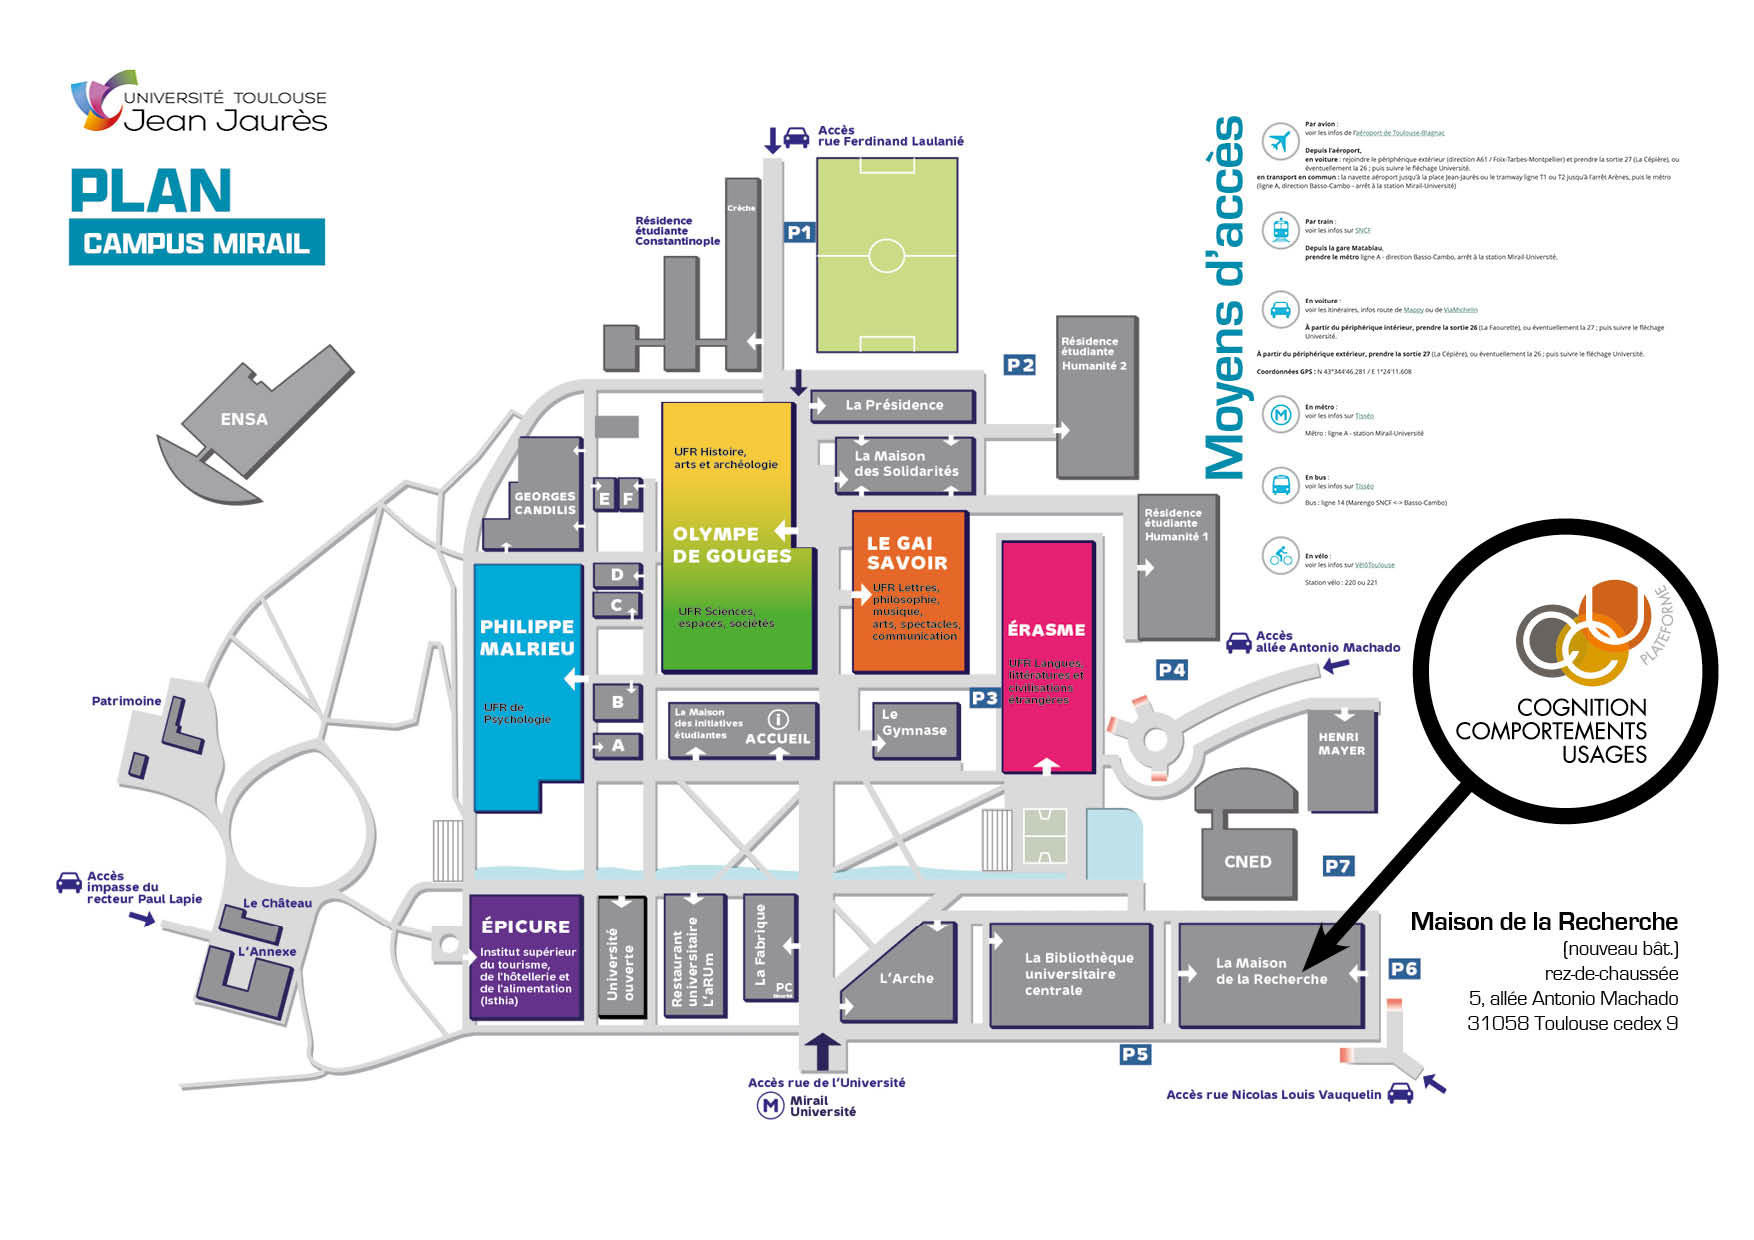 UNIVERSITÉ TOULOUSE
Jean Jaurès
PLAN
CAMPUS MIRAIL
Accès
rue Ferdinand Laulanié
Crèche
Résidence
étudiante
Constantinople
P1
P2
Résidence
étudiante
Humanité 2
La Présidence
La Maison
des Solidarités
ENSA
GEORGES
CANDILIS
E
F
D
C
B
A
UFR Histoire,
arts et archéologie
OLYMPE
DE GOUGES
UFR Sciences,
espaces, sociétés
LE GAI
SAVOIR
UFR Lettres,
philosophie,
musique,
arts, spectacles,
communication
Résidence
étudiante
Humanité 1
ÉRASME
UFR Langues,
littératures et
civilisations
étrangères
PHILIPPE
MALRIEU
UFR de
Psychologie
Accès
allée Antonio Machado
P4
P3
Patrimoine
La Maison
des initiatives
étudiantes
i
ACCUEIL
Le
Gymnase
HENRI
MAYER
CNED
P7
Accès
impasse du
recteur Paul Lapie
Le Château
L'Annexe
ÉPICURE
Institut supérieur
du tourisme,
de l'hôtellerie et
de l'alimentation
(Isthia)
Université
ouverte
Restaurant
universitaire
L'aRUm
La Fabrique
PC
L'Arche
La Bibliothèque
universitaire
centrale
La Maison
de la Recherche
P6
P5
Accès rue de l'Université
M
Mirail
Université
Accès rue Nicolas Louis Vauquelin
Moyens d'accès
Par avion :
voir les infos de l'aéroport de Toulouse-Blagnac
Depuis l'aéroport,
en voiture : rejoindre le périphérique extérieur (direction A61 / Foix-Tarbes-Montpellier) et prendre la sortie 27 (La Cépière), ou
éventuellement la 26 ; puis suivre le fléchage Université.
en transport en commun : la navette aéroport jusqu'à la place Jean-Jaurès ou le tramway ligne T1 ou T2 jusqu'à l'arrêt Arènes, puis le métro
(ligne A, direction Basso-Cambo - arrêt à la station Mirail-Université)
Par train :
voir les infos sur SNCF
Depuis la gare Matabiau,
prendre le métro ligne A - direction Basso-Cambo, arrêt à la station Mirail-Université.
En voiture :
voir les itinéraires, infos route de Mappy ou de ViaMichelin
À partir du périphérique intérieur, prendre la sortie 26 (La Faourette), ou éventuellement la 27 ; puis suivre le fléchage
Université.
À partir du périphérique extérieur, prendre la sortie 27 (La Cépière), ou éventuellement la 26 ; puis suivre le fléchage Université.
Coordonnées GPS : N 43°344'46.281 / E 1°24'11.608
M
En métro :
voir les infos sur Tisséo
Métro : ligne A - station Mirail-Université
En bus :
voir les infos sur Tisséo
Bus : ligne 14 (Marengo SNCF <-> Basso-Cambo)
En vélo :
voir les infos sur VélôToulouse
Station vélo : 220 ou 221
CCU
PLATEFORME
COGNITION
COMPORTEMENTS
USAGES
Maison de la Recherche
(nouveau bât.)
rez-de-chaussée
5, allée Antonio Machado
31058 Toulouse cedex 9